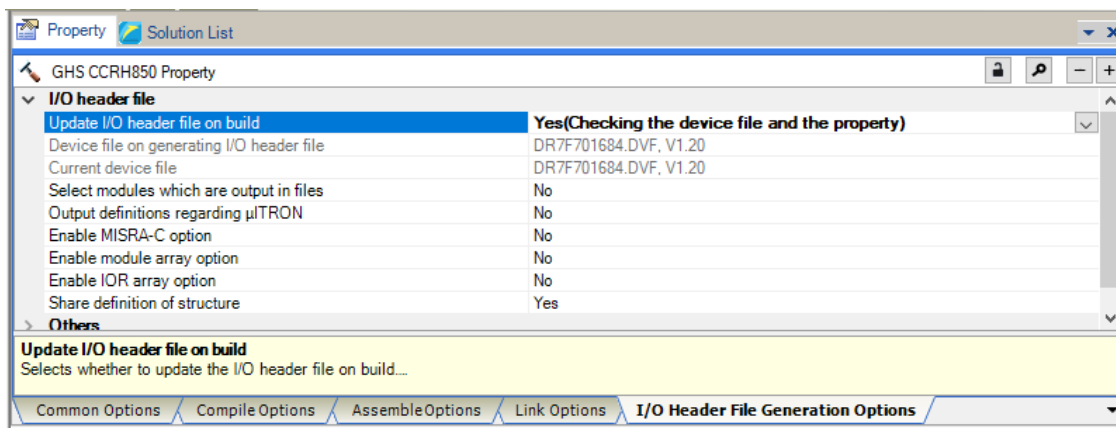 Property Solution List
GHS CCRH850 Property
I/O header file
Update I/O header file on build Yes(Checking the device file and the property)
Device file on generating I/O header file DR7F701684.DVF, V1.20
Current device file DR7F701684.DVF, V1.20
Select modules which are output in files No
Output definitions regarding µITRON No
Enable MISRA-C option No
Enable module array option No
Enable IOR array option No
Share definition of structure Yes
Others
Update I/O header file on build
Selects whether to update the I/O header file on build....
Common Options Compile Options Assemble Options Link Options I/O Header File Generation Options